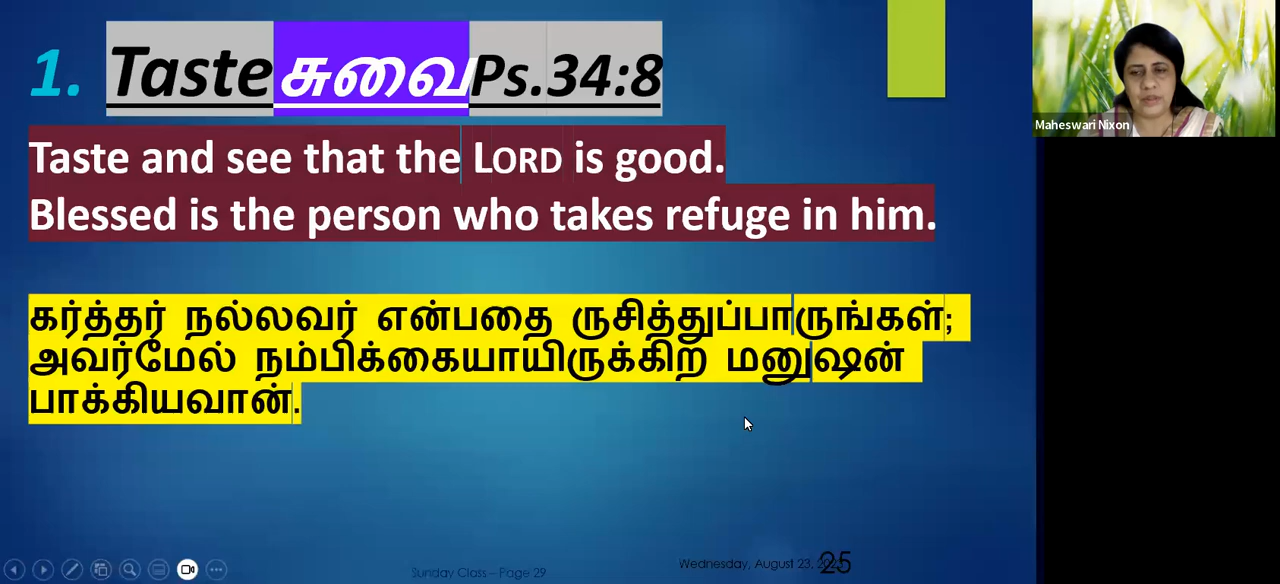 1. Taste சுவை Ps.34:8
Maheswari Nixon
Taste and see that the LORD is good.
Blessed is the person who takes refuge in him.
கர்த்தர் நல்லவர் என்பதை ருசித்துப்பாருங்கள்;
அவர்மேல் நம்பிக்கையாயிருக்கிற மனுஷன்
பாக்கியவான்.
Sunday Class – Page 29
Wednesday, August 23,
25